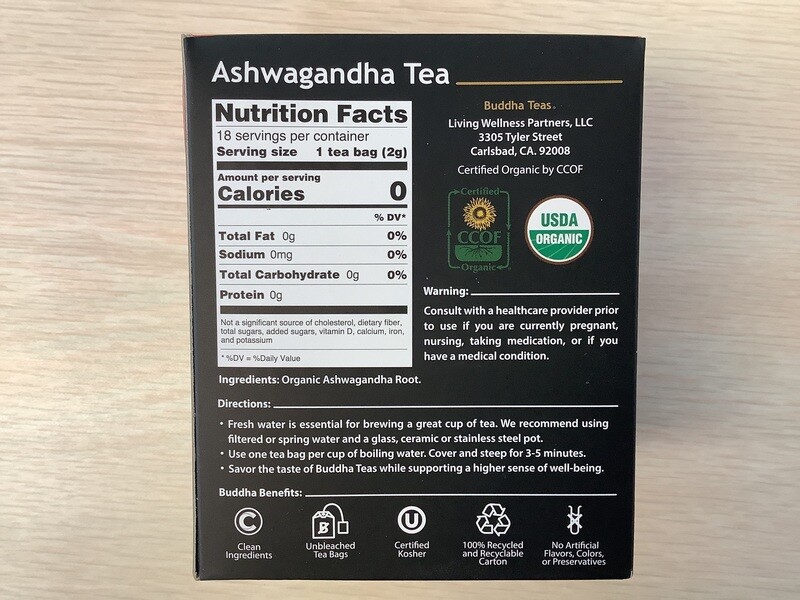 Ashwagandha Tea
Nutrition Facts
18 servings per container
Serving size 1 tea bag (2g)
Amount per serving
Calories 0
% DV*
Total Fat 0g 0%
Sodium 0mg 0%
Total Carbohydrate 0g 0%
Protein 0g
Not a significant source of cholesterol, dietary fiber,
total sugars, added sugars, vitamin D, calcium, iron,
and potassium
* %DV = %Daily Value
Buddha Teas®
Living Wellness Partners, LLC
3305 Tyler Street
Carlsbad, CA. 92008
Certified Organic by CCOF
Certified
CCOF
Organic
USDA
ORGANIC
Warning:
Consult with a healthcare provider prior
to use if you are currently pregnant,
nursing, taking medication, or if you
have a medical condition.
Ingredients: Organic Ashwagandha Root.
Directions:
• Fresh water is essential for brewing a great cup of tea. We recommend using
filtered or spring water and a glass, ceramic or stainless steel pot.
• Use one tea bag per cup of boiling water. Cover and steep for 3-5 minutes.
• Savor the taste of Buddha Teas while supporting a higher sense of well-being.
Buddha Benefits:
C
Clean
Ingredients
B
Unbleached
Tea Bags
U
Certified
Kosher
100% Recycled
and Recyclable
Carton
No Artificial
Flavors, Colors,
or Preservatives